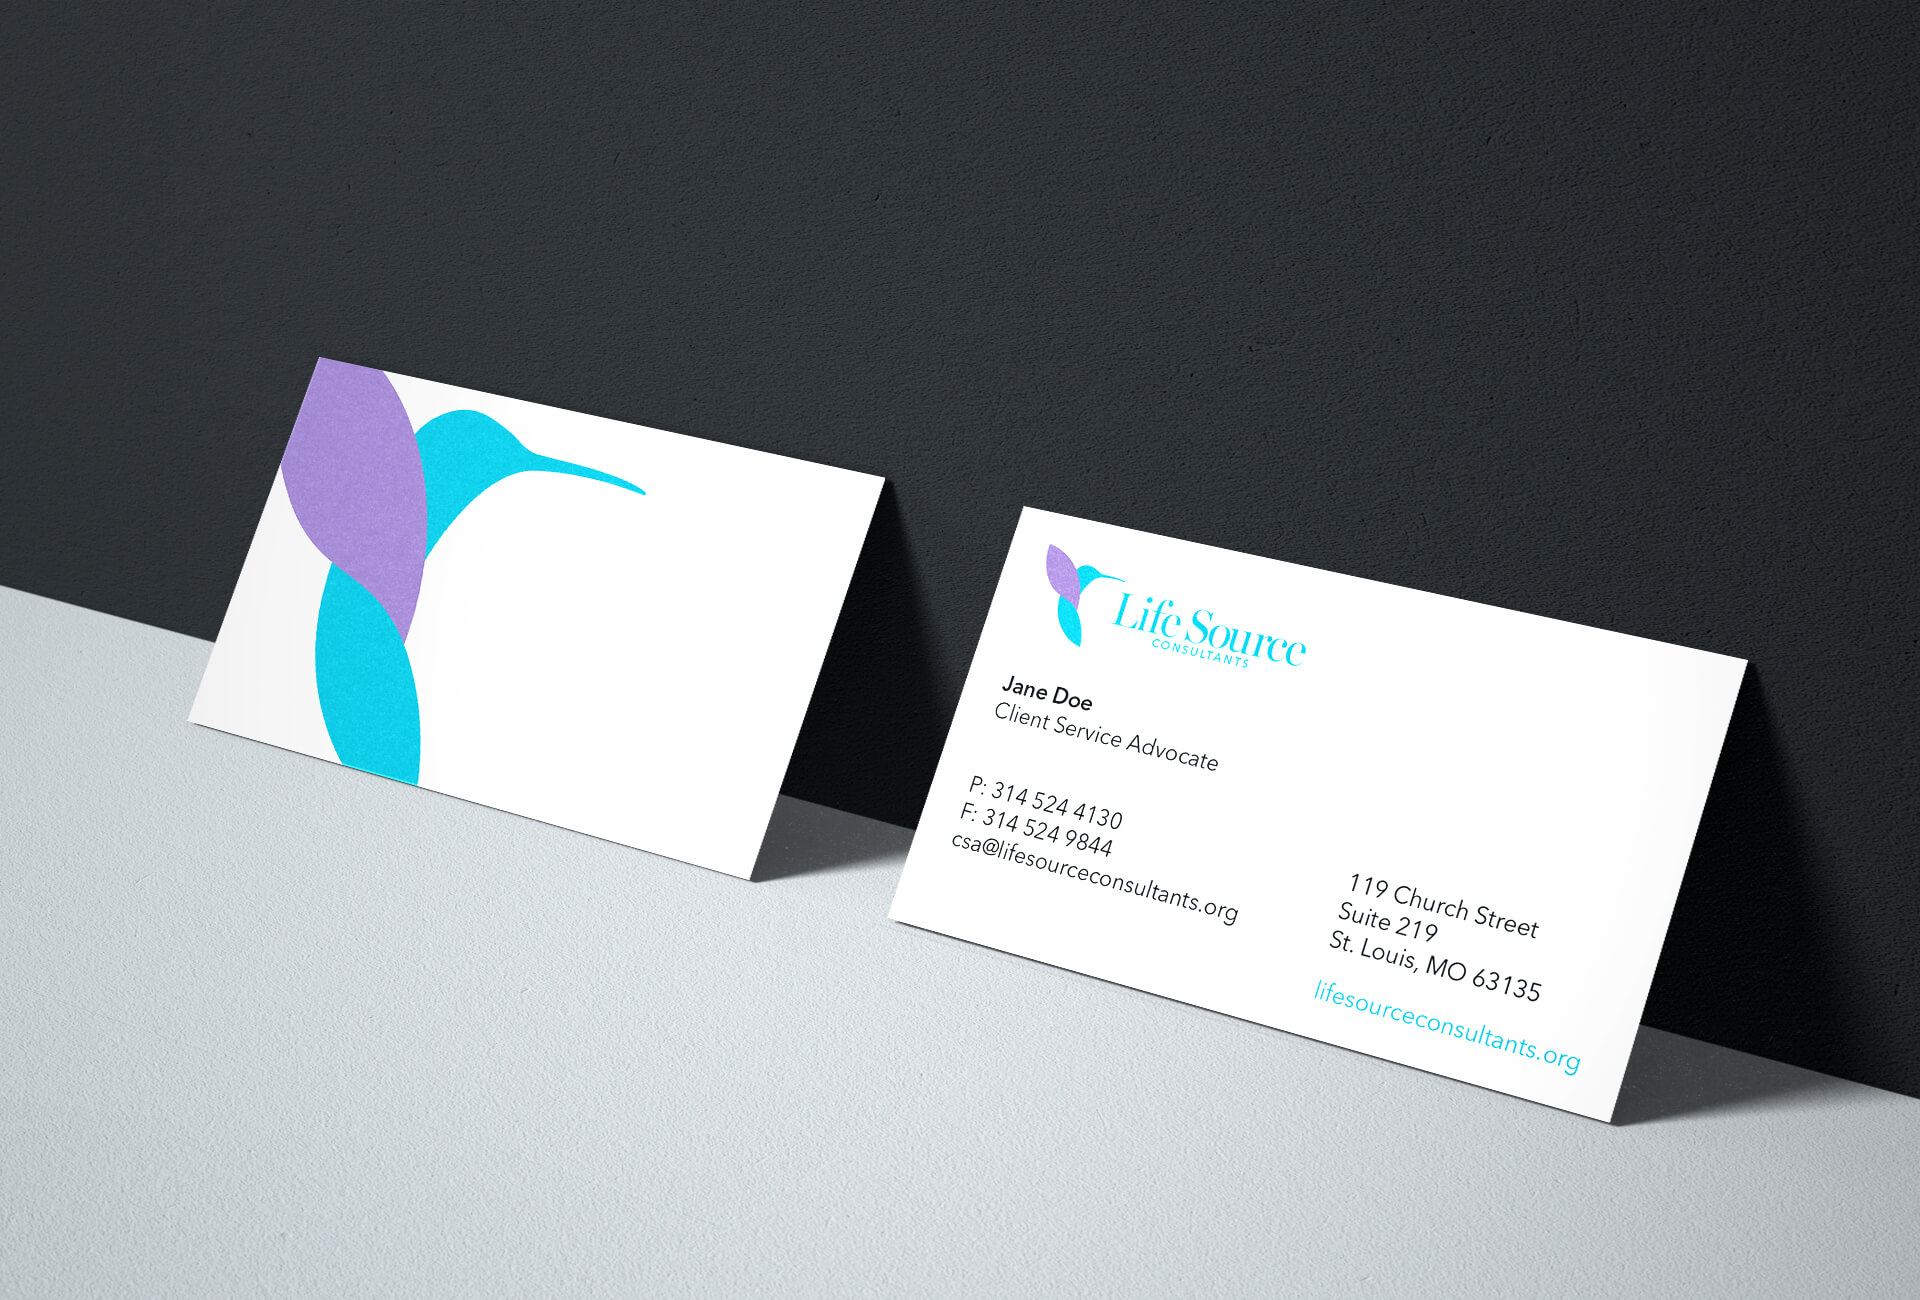 Life Source
CONSULTANTS
Jane Doe
Client Service Advocate
P: 314 524 4130
F: 314 524 9844
csa@lifesourceconsultants.org
119 Church Street
Suite 219
St. Louis, MO 63135
lifesourceconsultants.org